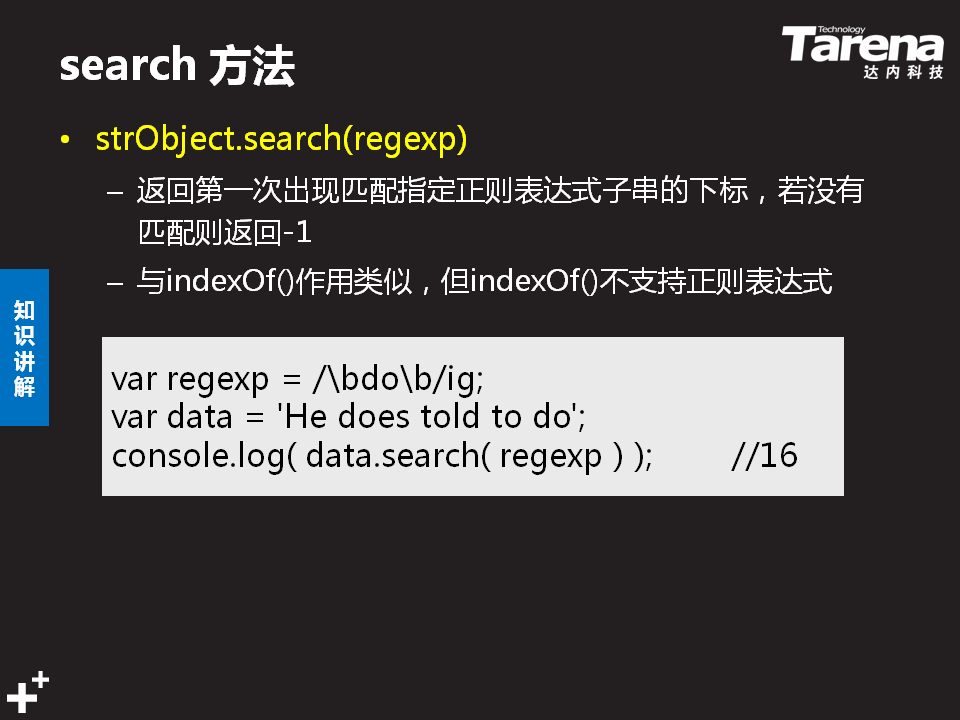 search 方法
Technology
Tarena
达内科技
• strObject.search(regexp)
– 返回第一次出现匹配指定正则表达式子串的下标，若没有
匹配则返回-1
– 与indexOf()作用类似，但indexOf()不支持正则表达式
知识讲解
var regexp = /\bdo\b/ig;
var data = 'He does told to do';
console.log( data.search( regexp ) ); //16